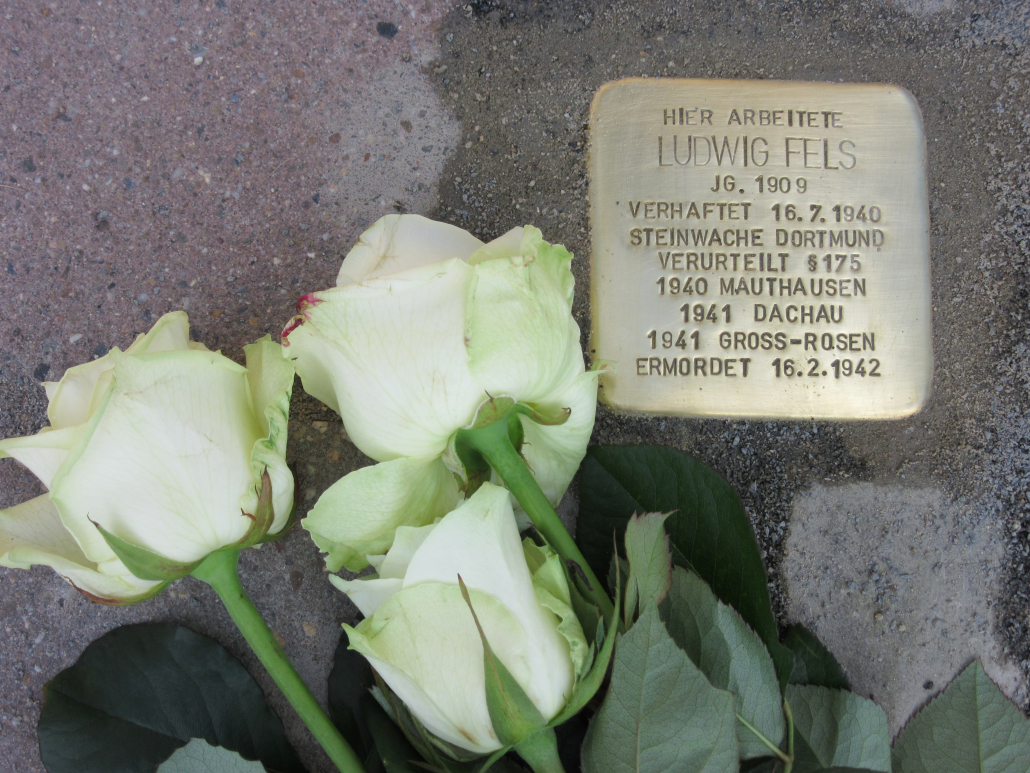 HIER ARBEITETE
LUDWIG FELS
JG. 1909
VERHAFTET 16.7.1940
STEINWACHE DORTMUND
VERURTEILT §175
1940 MAUTHAUSEN
1941 DACHAU
1941 GROSS-ROSEN
ERMORDET 16.2.1942